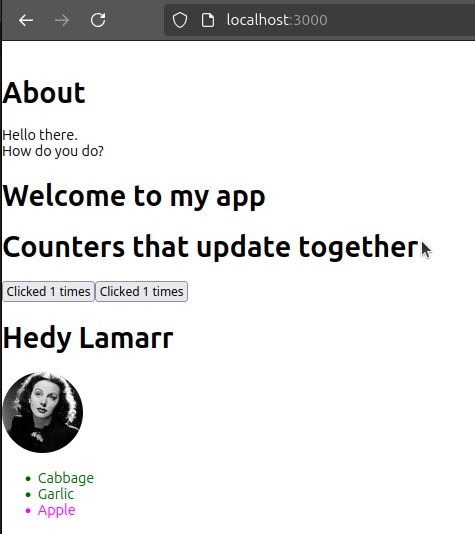 localhost:3000
About
Hello there.
How do you do?
Welcome to my app
Counters that update together
Clicked 1 times Clicked 1 times
Hedy Lamarr
Cabbage
Garlic
Apple